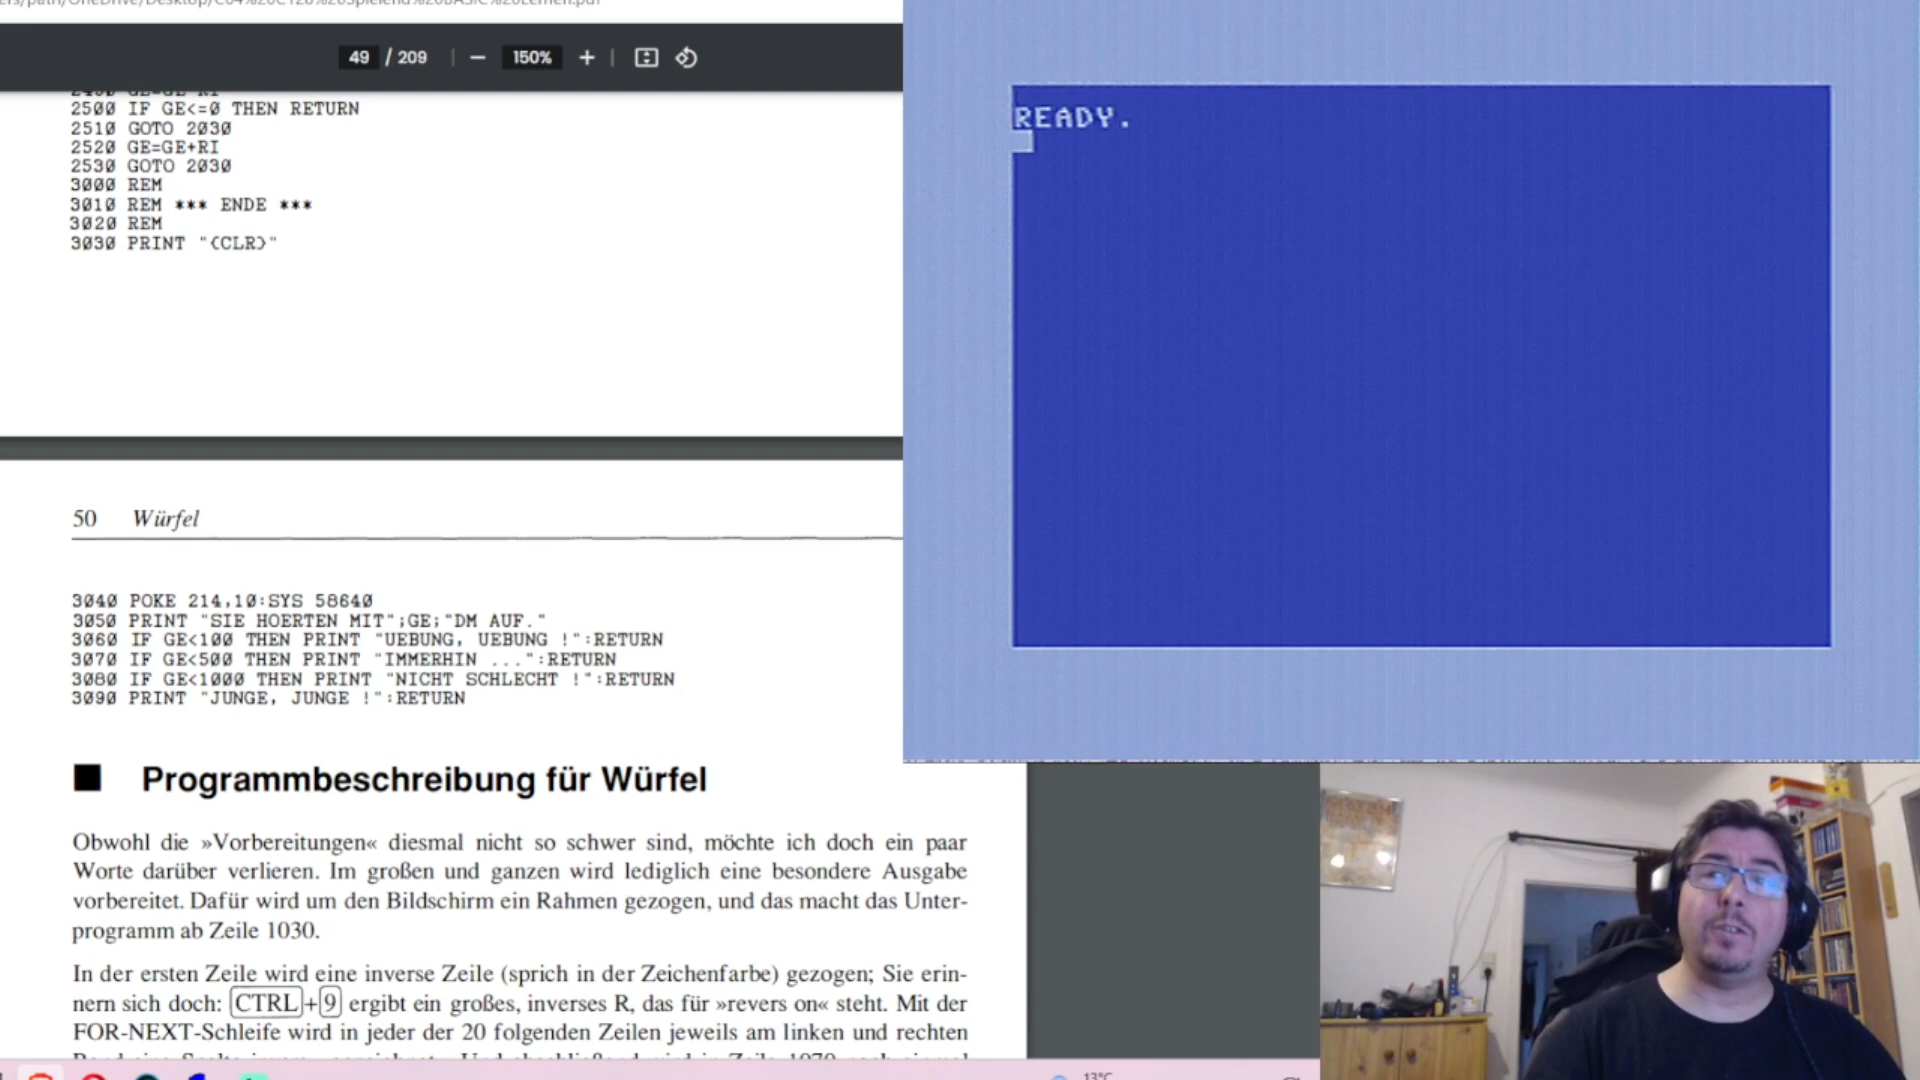 49 / 209 150%
2500 IF GE<=0 THEN RETURN
2510 GOTO 2030
2520 GE=GE+RI
2530 GOTO 2030
3000 REM
3010 REM *** ENDE ***
3020 REM
3030 PRINT "{CLR}"
50 Würfel
3040 POKE 214,10:SYS 58640
3050 PRINT "SIE HOERTEN MIT";GE;"DM AUF."
3060 IF GE<100 THEN PRINT "UEBUNG, UEBUNG !":RETURN
3070 IF GE<500 THEN PRINT "IMMERHIN ...":RETURN
3080 IF GE<1000 THEN PRINT "NICHT SCHLECHT !":RETURN
3090 PRINT "JUNGE, JUNGE !":RETURN
■ Programmbeschreibung für Würfel
Obwohl die »Vorbereitungen« diesmal nicht so schwer sind, möchte ich doch ein paar
Worte darüber verlieren. Im großen und ganzen wird lediglich eine besondere Ausgabe
vorbereitet. Dafür wird um den Bildschirm ein Rahmen gezogen, und das macht das Unter-
programm ab Zeile 1030.
In der ersten Zeile wird eine inverse Zeile (sprich in der Zeichenfarbe) gezogen; Sie erin-
nern sich doch: CTRL+9 ergibt ein großes, inverses R, das für »revers on« steht. Mit der
FOR-NEXT-Schleife wird in jeder der 20 folgenden Zeilen jeweils am linken und rechten
READY.
13°C